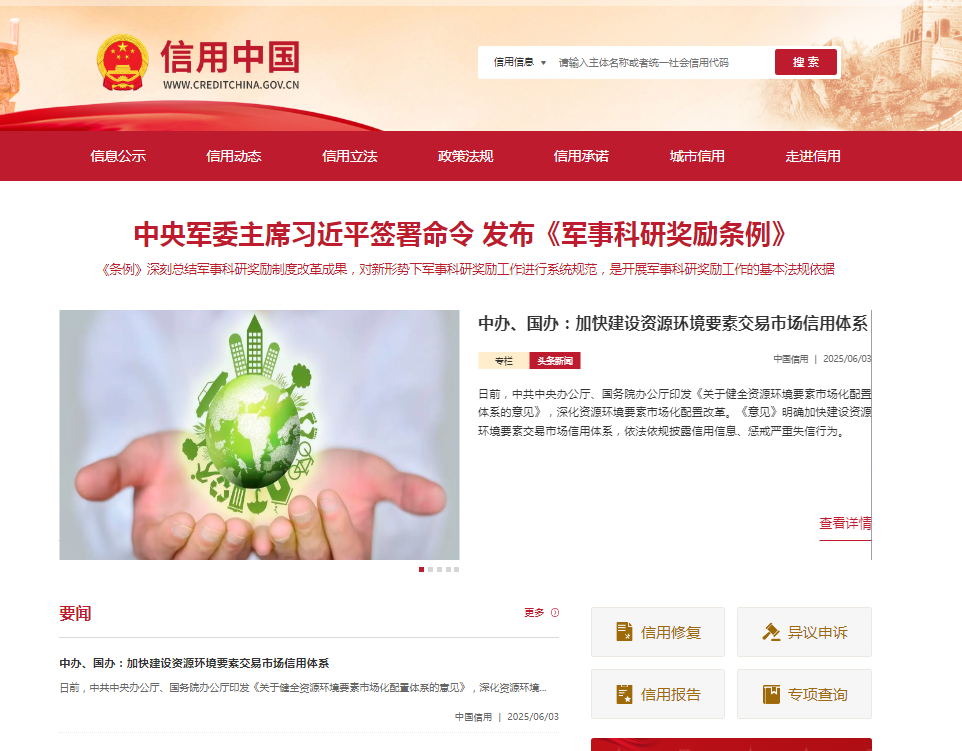 信用中国
WWW.CREDITCHINA.GOV.CN
信用信息 请输入主体名称或者统一社会信用代码 搜 索
信息公示 信用动态 信用立法 政策法规 信用承诺 城市信用 走进信用
中央军委主席习近平签署命令 发布《军事科研奖励条例》
《条例》深刻总结军事科研奖励制度改革成果，对新形势下军事科研奖励工作进行系统规范，是开展军事科研奖励工作的基本法规依据
中办、国办：加快建设资源环境要素交易市场信用体系
专栏 头条新闻 中国信用 | 2025/06/03
日前，中共中央办公厅、国务院办公厅印发《关于健全资源环境要素市场化配置
体系的意见》，深化资源环境要素市场化配置改革。《意见》明确加快建设资源
环境要素交易市场信用体系，依法依规披露信用信息、惩戒严重失信行为。
查看详情
要闻 更多
中办、国办：加快建设资源环境要素交易市场信用体系
日前，中共中央办公厅、国务院办公厅印发《关于健全资源环境要素市场化配置体系的意见》，深化资源环境...
中国信用 | 2025/06/03
信用修复 异议申诉
信用报告 专项查询